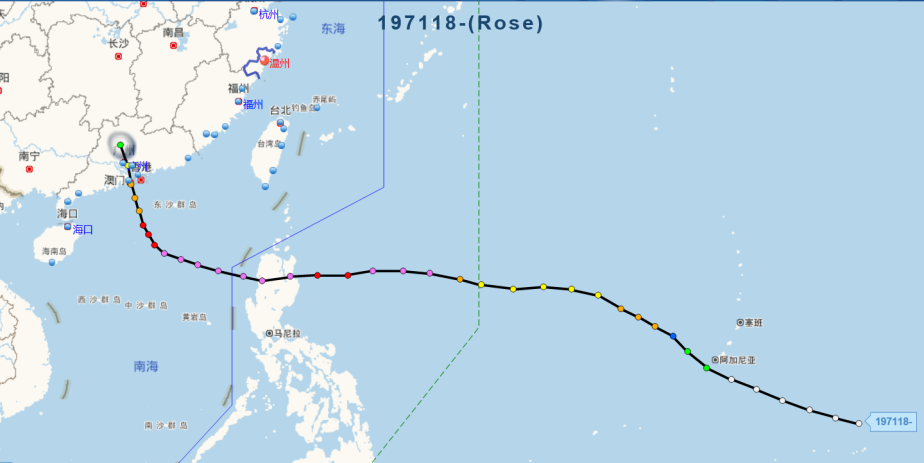 197118-(Rose)
杭州
东海
南昌
长沙
温州
福州
福州
赤尾屿
钓鱼岛
台北
阳
台湾岛
南宁
香港
澳门
东沙群岛
海口
海口
海南岛
西沙群岛
中沙群岛
黄岩岛
马尼拉
塞班
阿加尼亚
南海
南沙群岛
197118-